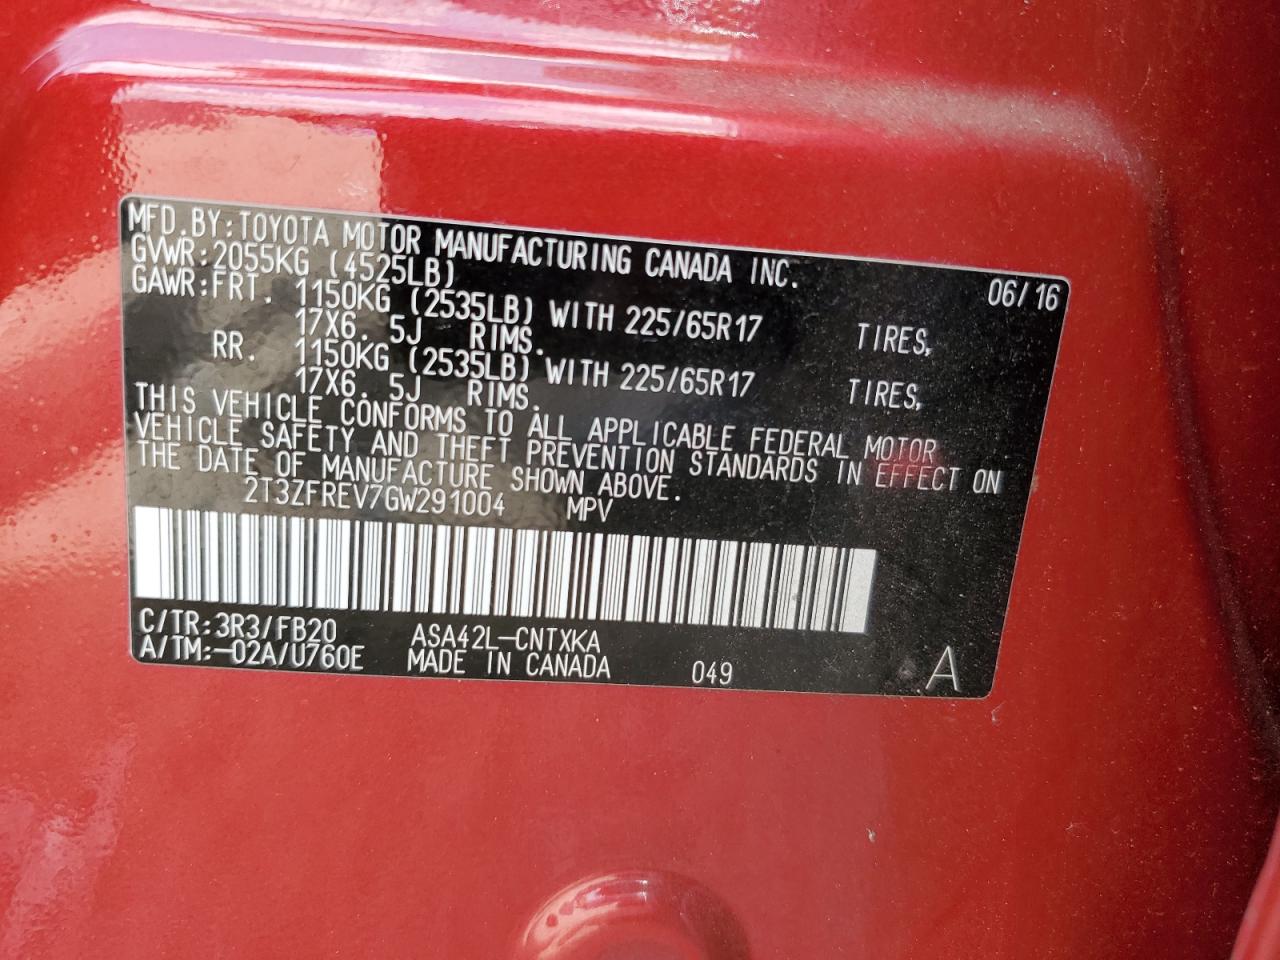 MFD.BY:TOYOTA MOTOR MANUFACTURING CANADA INC. 06/16
GVWR:2055KG (4525LB)
GAWR:FRT. 1150KG (2535LB) WITH 225/65R17 TIRES,
17X6.5J RIMS.
RR. 1150KG (2535LB) WITH 225/65R17 TIRES,
17X6.5J RIMS.
THIS VEHICLE CONFORMS TO ALL APPLICABLE FEDERAL MOTOR
VEHICLE SAFETY AND THEFT PREVENTION STANDARDS IN EFFECT ON
THE DATE OF MANUFACTURE SHOWN ABOVE.
2T3ZFREV7GW291004 MPV
C/TR:3R3/FB20 ASA42L-CNTXKA
A/TM:-02A/U760E MADE IN CANADA 049 A